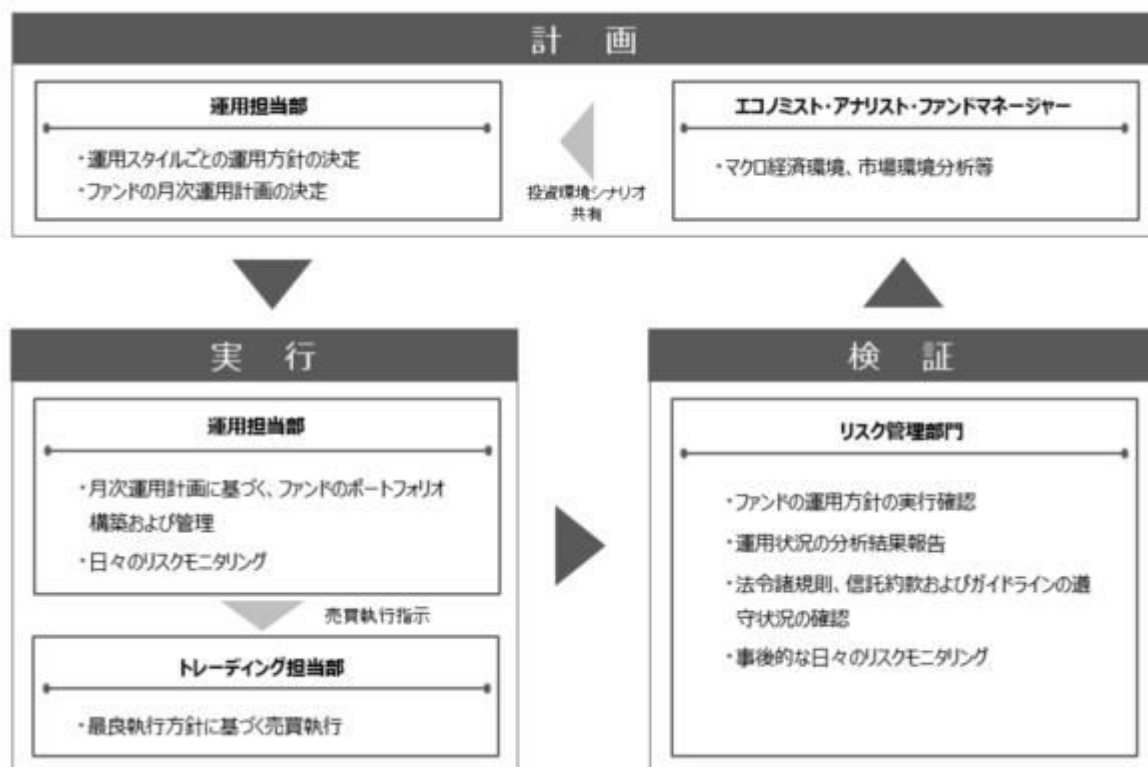 計 画
運用担当部
・運用スタイルごとの運用方針の決定
・ファンドの月次運用計画の決定
投資環境シナリオ
共有
エコノミスト・アナリスト・ファンドマネージャー
・マクロ経済環境、市場環境分析等
実 行
運用担当部
・月次運用計画に基づく、ファンドのポートフォリオ
構築および管理
・日々のリスクモニタリング
売買執行指示
トレーディング担当部
・最良執行方針に基づく売買執行
検 証
リスク管理部門
・ファンドの運用方針の実行確認
・運用状況の分析結果報告
・法令諸規則、信託約款およびガイドラインの遵
守状況の確認
・事後的な日々のリスクモニタリング